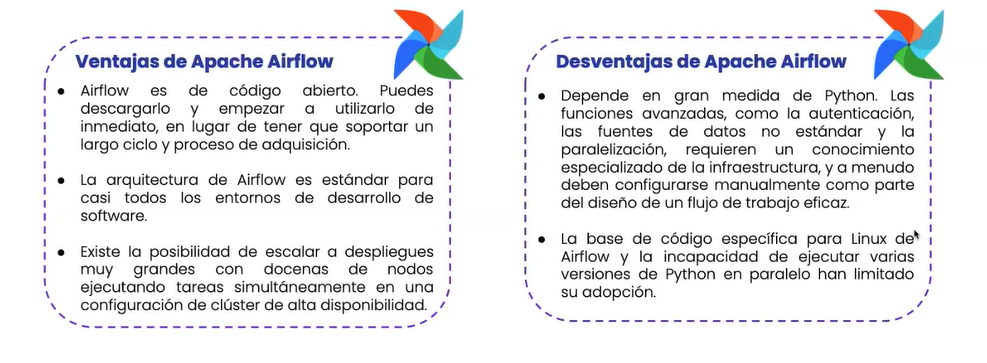 Ventajas de Apache Airflow
● Airflow es de código abierto. Puedes
descargarlo y empezar a utilizarlo de
inmediato, en lugar de tener que soportar un
largo ciclo y proceso de adquisición.
● La arquitectura de Airflow es estándar para
casi todos los entornos de desarrollo de
software.
● Existe la posibilidad de escalar a despliegues
muy grandes con docenas de nodos
ejecutando tareas simultáneamente en una
configuración de clúster de alta disponibilidad.
Desventajas de Apache Airflow
● Depende en gran medida de Python. Las
funciones avanzadas, como la autenticación,
las fuentes de datos no estándar y la
paralelización, requieren un conocimiento
especializado de la infraestructura, y a menudo
deben configurarse manualmente como parte
del diseño de un flujo de trabajo eficaz.
● La base de código específica para Linux de
Airflow y la incapacidad de ejecutar varias
versiones de Python en paralelo han limitado
su adopción.